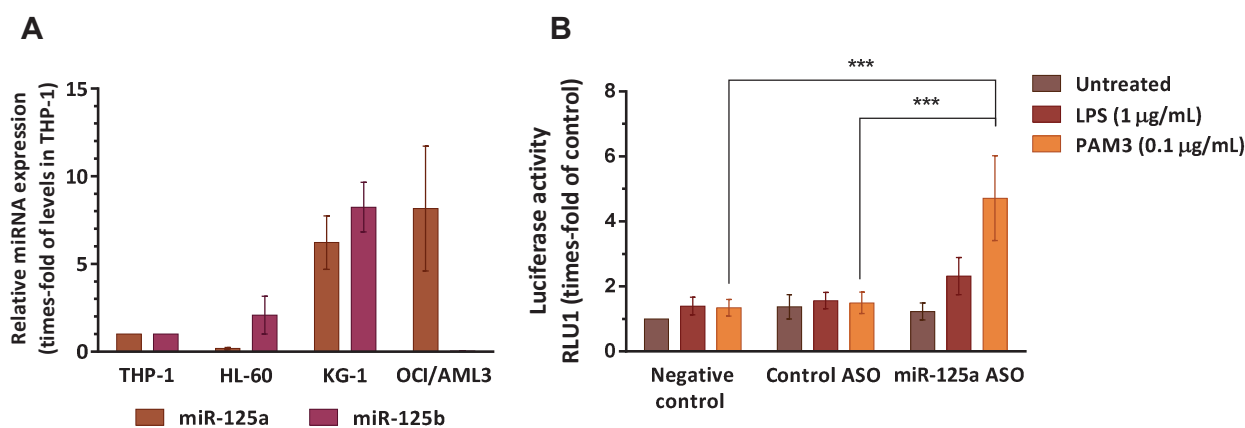 A
Relative miRNA expression
(times-fold of levels in THP-1)
15
10
5
0
THP-1 HL-60 KG-1 OCI/AML3
miR-125a miR-125b
B
Luciferase activity
RLU1 (times-fold of control)
8
6
4
2
0
***
***
Negative
control
Control ASO
miR-125a ASO
Untreated
LPS (1 µg/mL)
PAM3 (0.1 µg/mL)